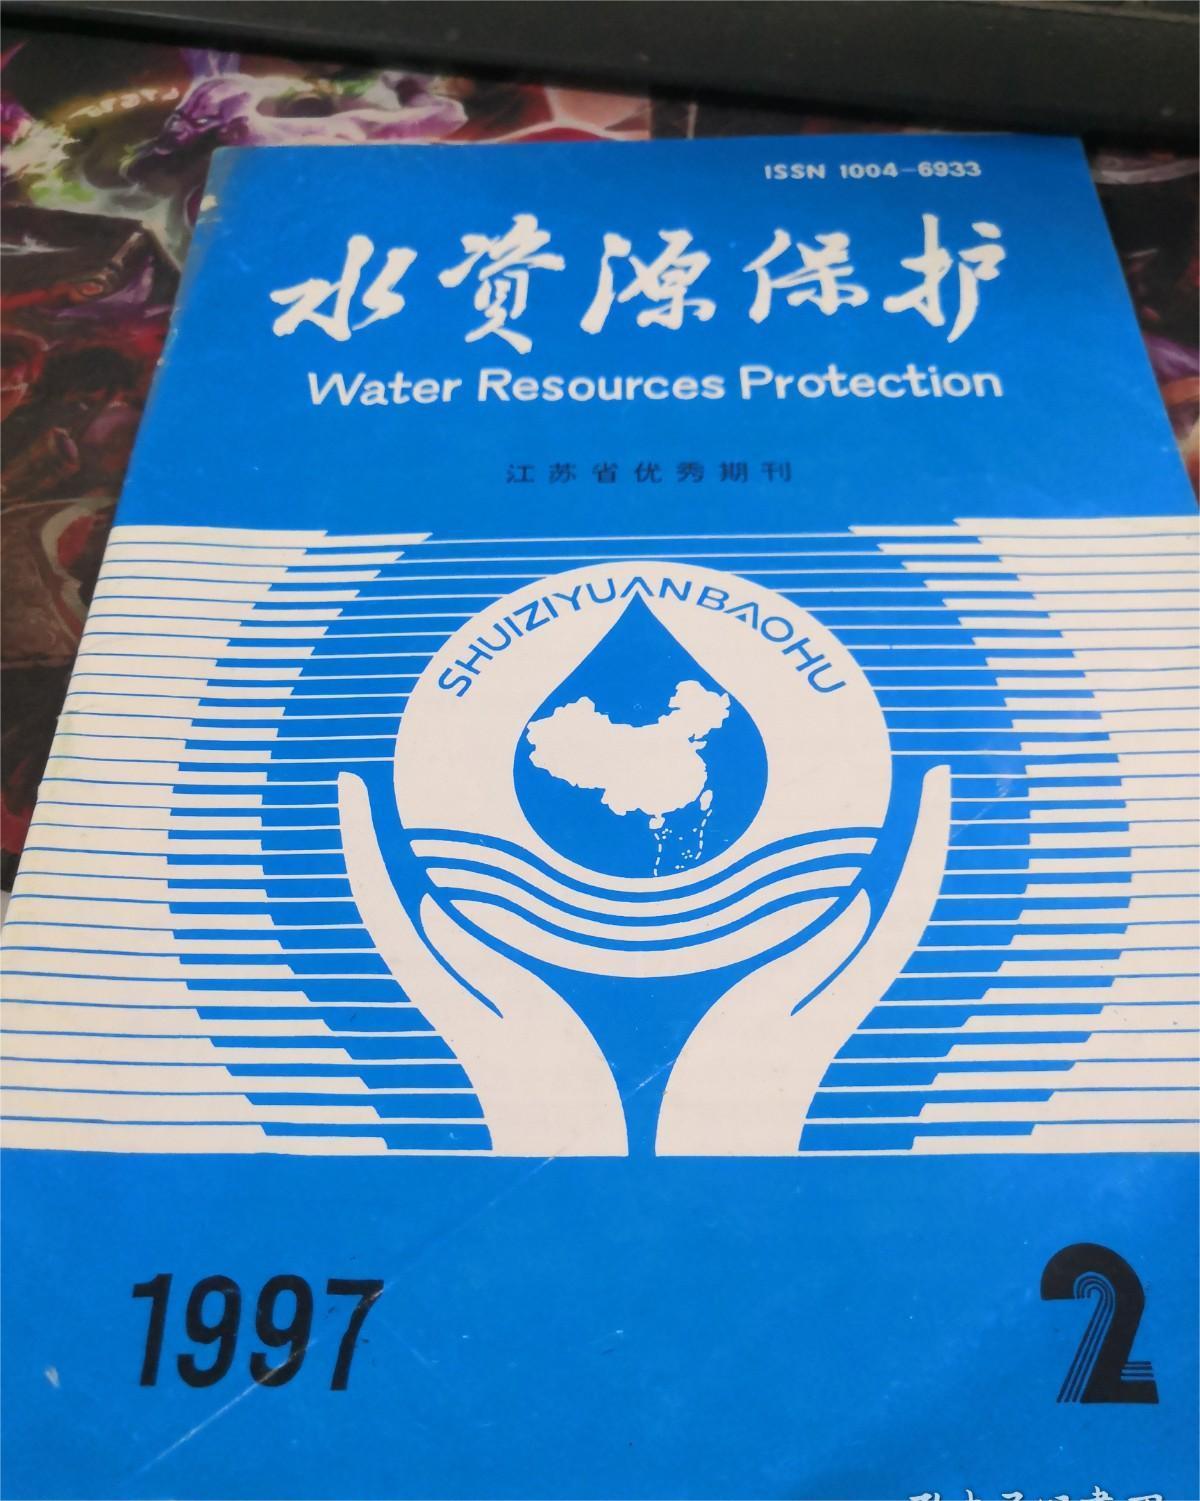 ISSN 1004-6933
水资源保护
Water Resources Protection
江苏省优秀期刊
SHUIZIYUANBAOHU
1997
2